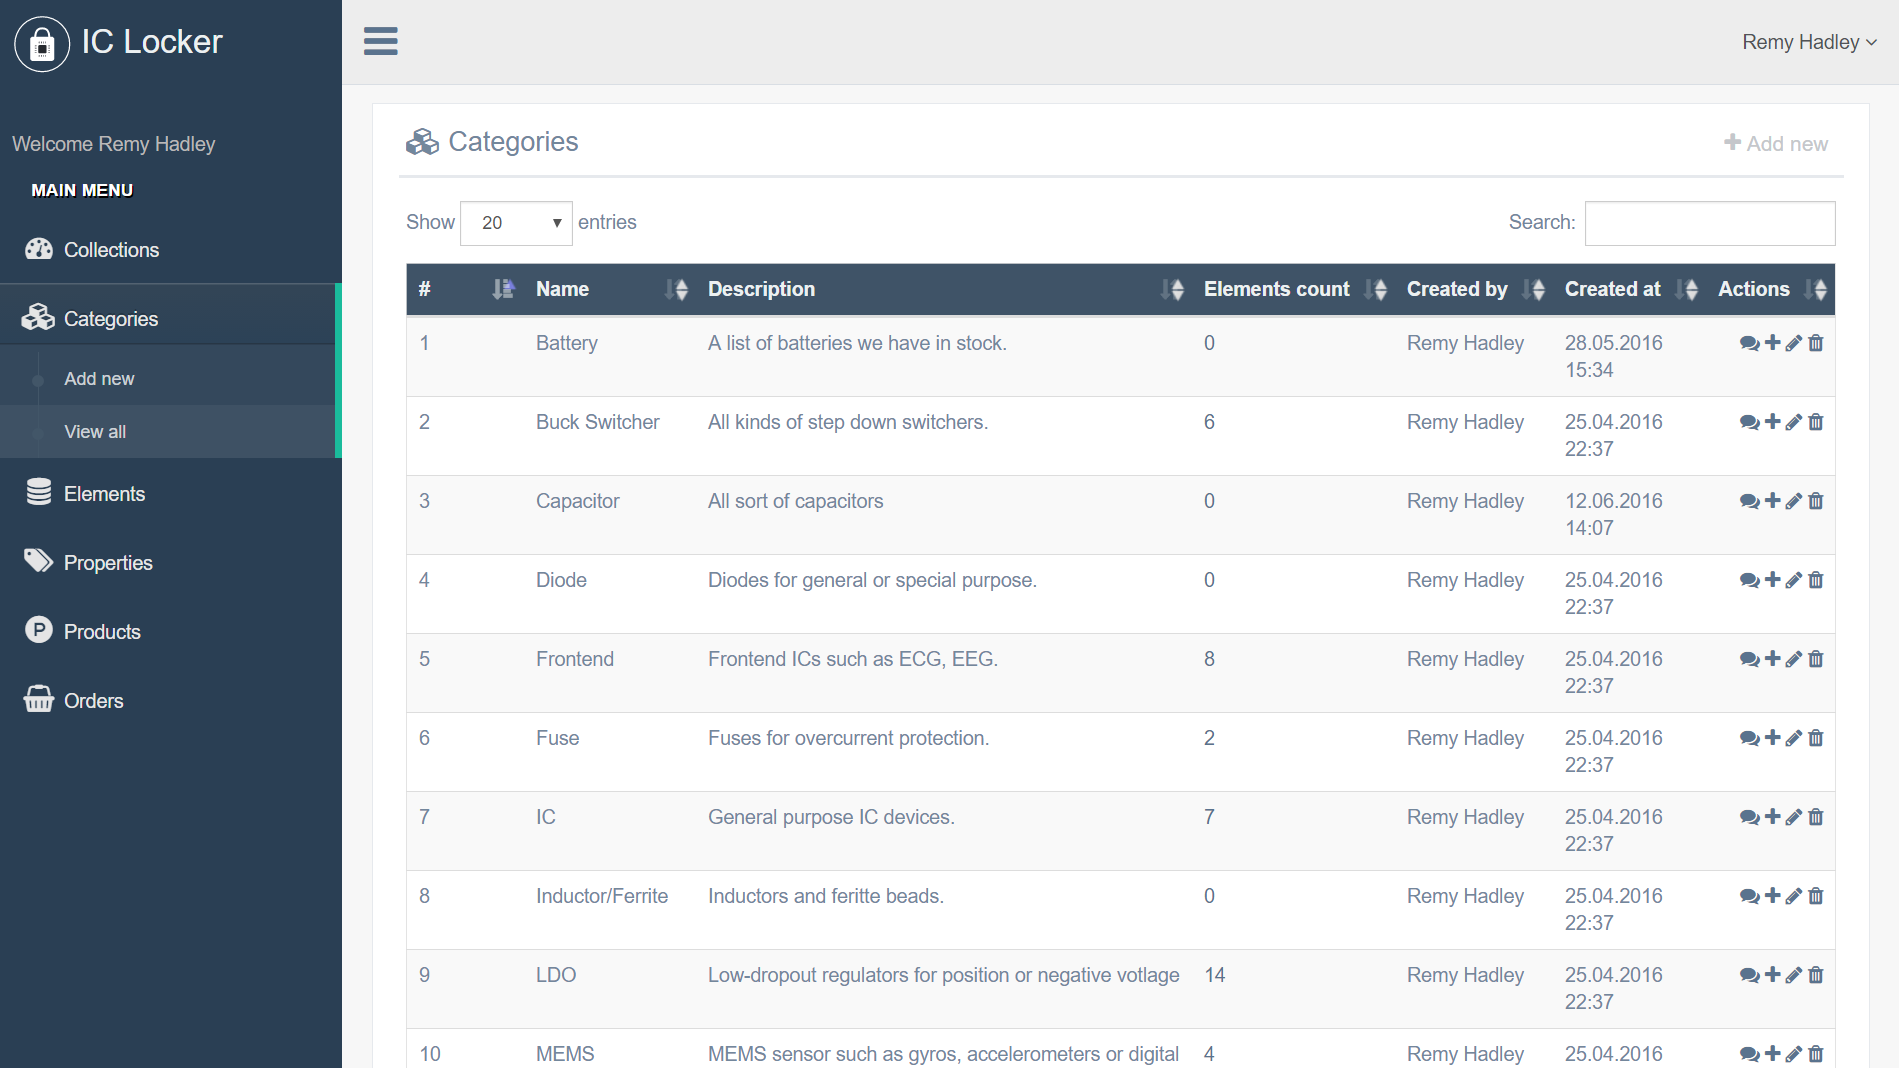 IC Locker
Remy Hadley
Welcome Remy Hadley
MAIN MENU
Collections
Categories
Add new
View all
Elements
Properties
P
Products
Orders
Categories
Add new
Show 20 entries
Search:
# Name Description Elements count Created by Created at Actions
1 Battery A list of batteries we have in stock. 0 Remy Hadley 28.05.2016
15:34
2 Buck Switcher All kinds of step down switchers. 6 Remy Hadley 25.04.2016
22:37
3 Capacitor All sort of capacitors 0 Remy Hadley 12.06.2016
14:07
4 Diode Diodes for general or special purpose. 0 Remy Hadley 25.04.2016
22:37
5 Frontend Frontend ICs such as ECG, EEG. 8 Remy Hadley 25.04.2016
22:37
6 Fuse Fuses for overcurrent protection. 2 Remy Hadley 25.04.2016
22:37
7 IC General purpose IC devices. 7 Remy Hadley 25.04.2016
22:37
8 Inductor/Ferrite Inductors and feritte beads. 0 Remy Hadley 25.04.2016
22:37
9 LDO Low-dropout regulators for position or negative votlage 14 Remy Hadley 25.04.2016
22:37
10 MEMS MEMS sensor such as gyros, accelerometers or digital 4 Remy Hadley 25.04.2016